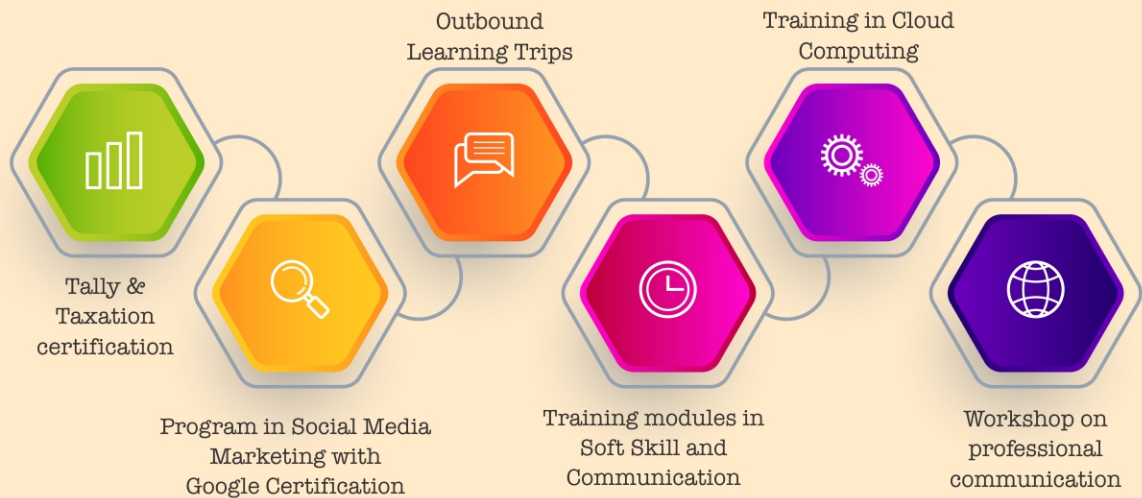 Tally &
Taxation
certification
Program in Social Media
Marketing with
Google Certification
Outbound
Learning Trips
Training modules in
Soft Skill and
Communication
Training in Cloud
Computing
Workshop on
professional
communication